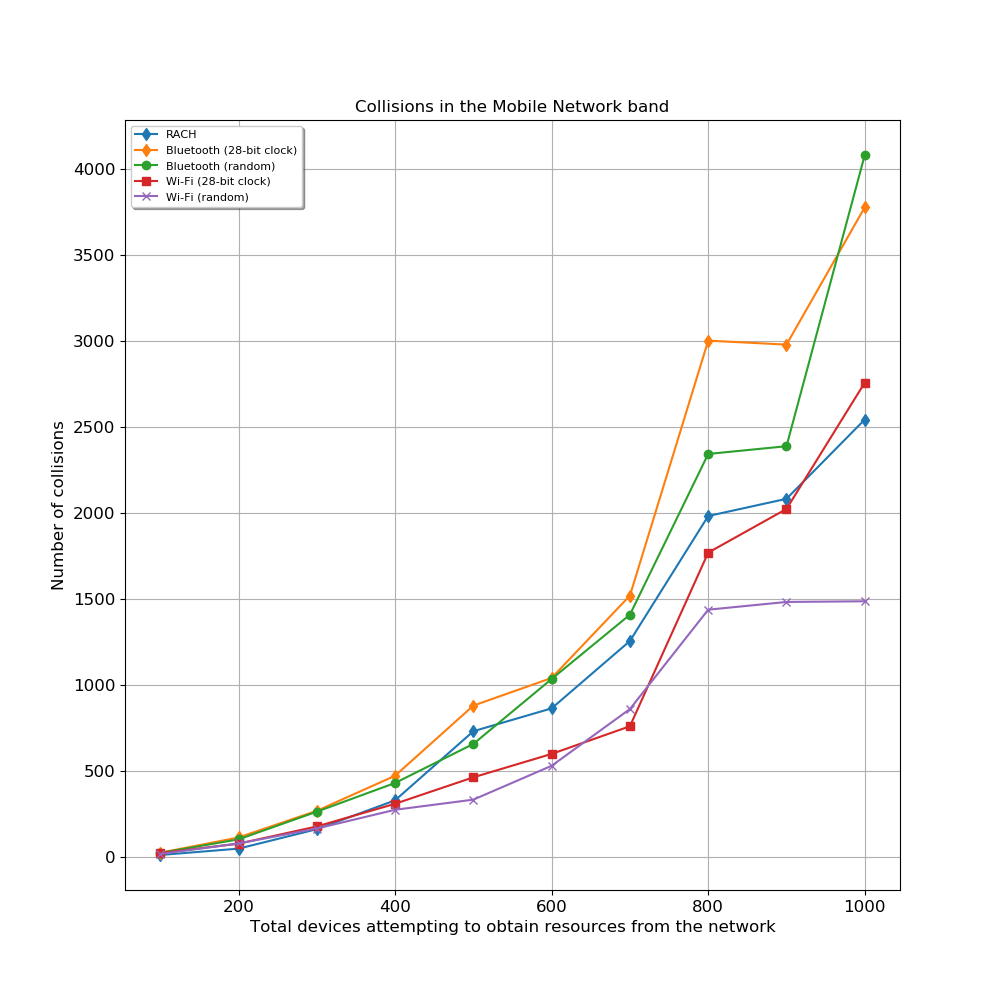 Collisions in the Mobile Network band
RACH
Bluetooth (28-bit clock)
Bluetooth (random)
Wi-Fi (28-bit clock)
Wi-Fi (random)
4000
3500
3000
2500
2000
1500
1000
500
0
Number of collisions
200 400 600 800 1000
Total devices attempting to obtain resources from the network